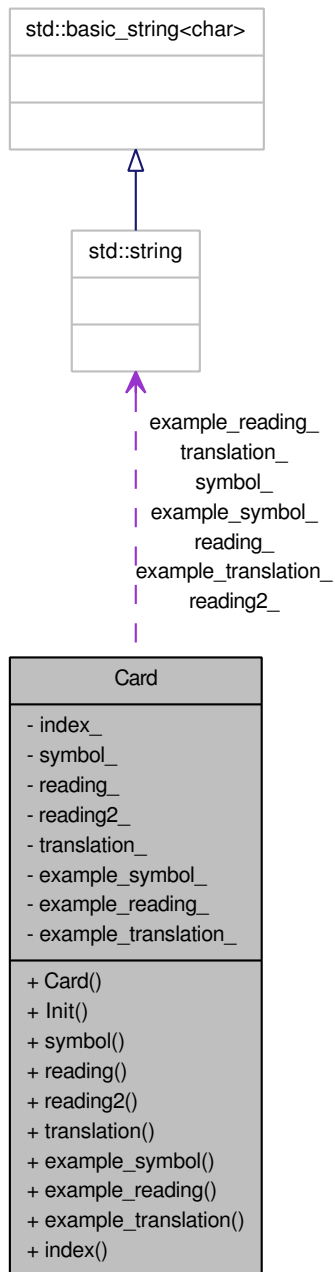 std::basic_string<char>
std::string
example_reading_
translation_
symbol_
example_symbol_
reading_
example_translation_
reading2_
Card
- index_
- symbol_
- reading_
- reading2_
- translation_
- example_symbol_
- example_reading_
- example_translation_
+ Card()
+ Init()
+ symbol()
+ reading()
+ reading2()
+ translation()
+ example_symbol()
+ example_reading()
+ example_translation()
+ index()